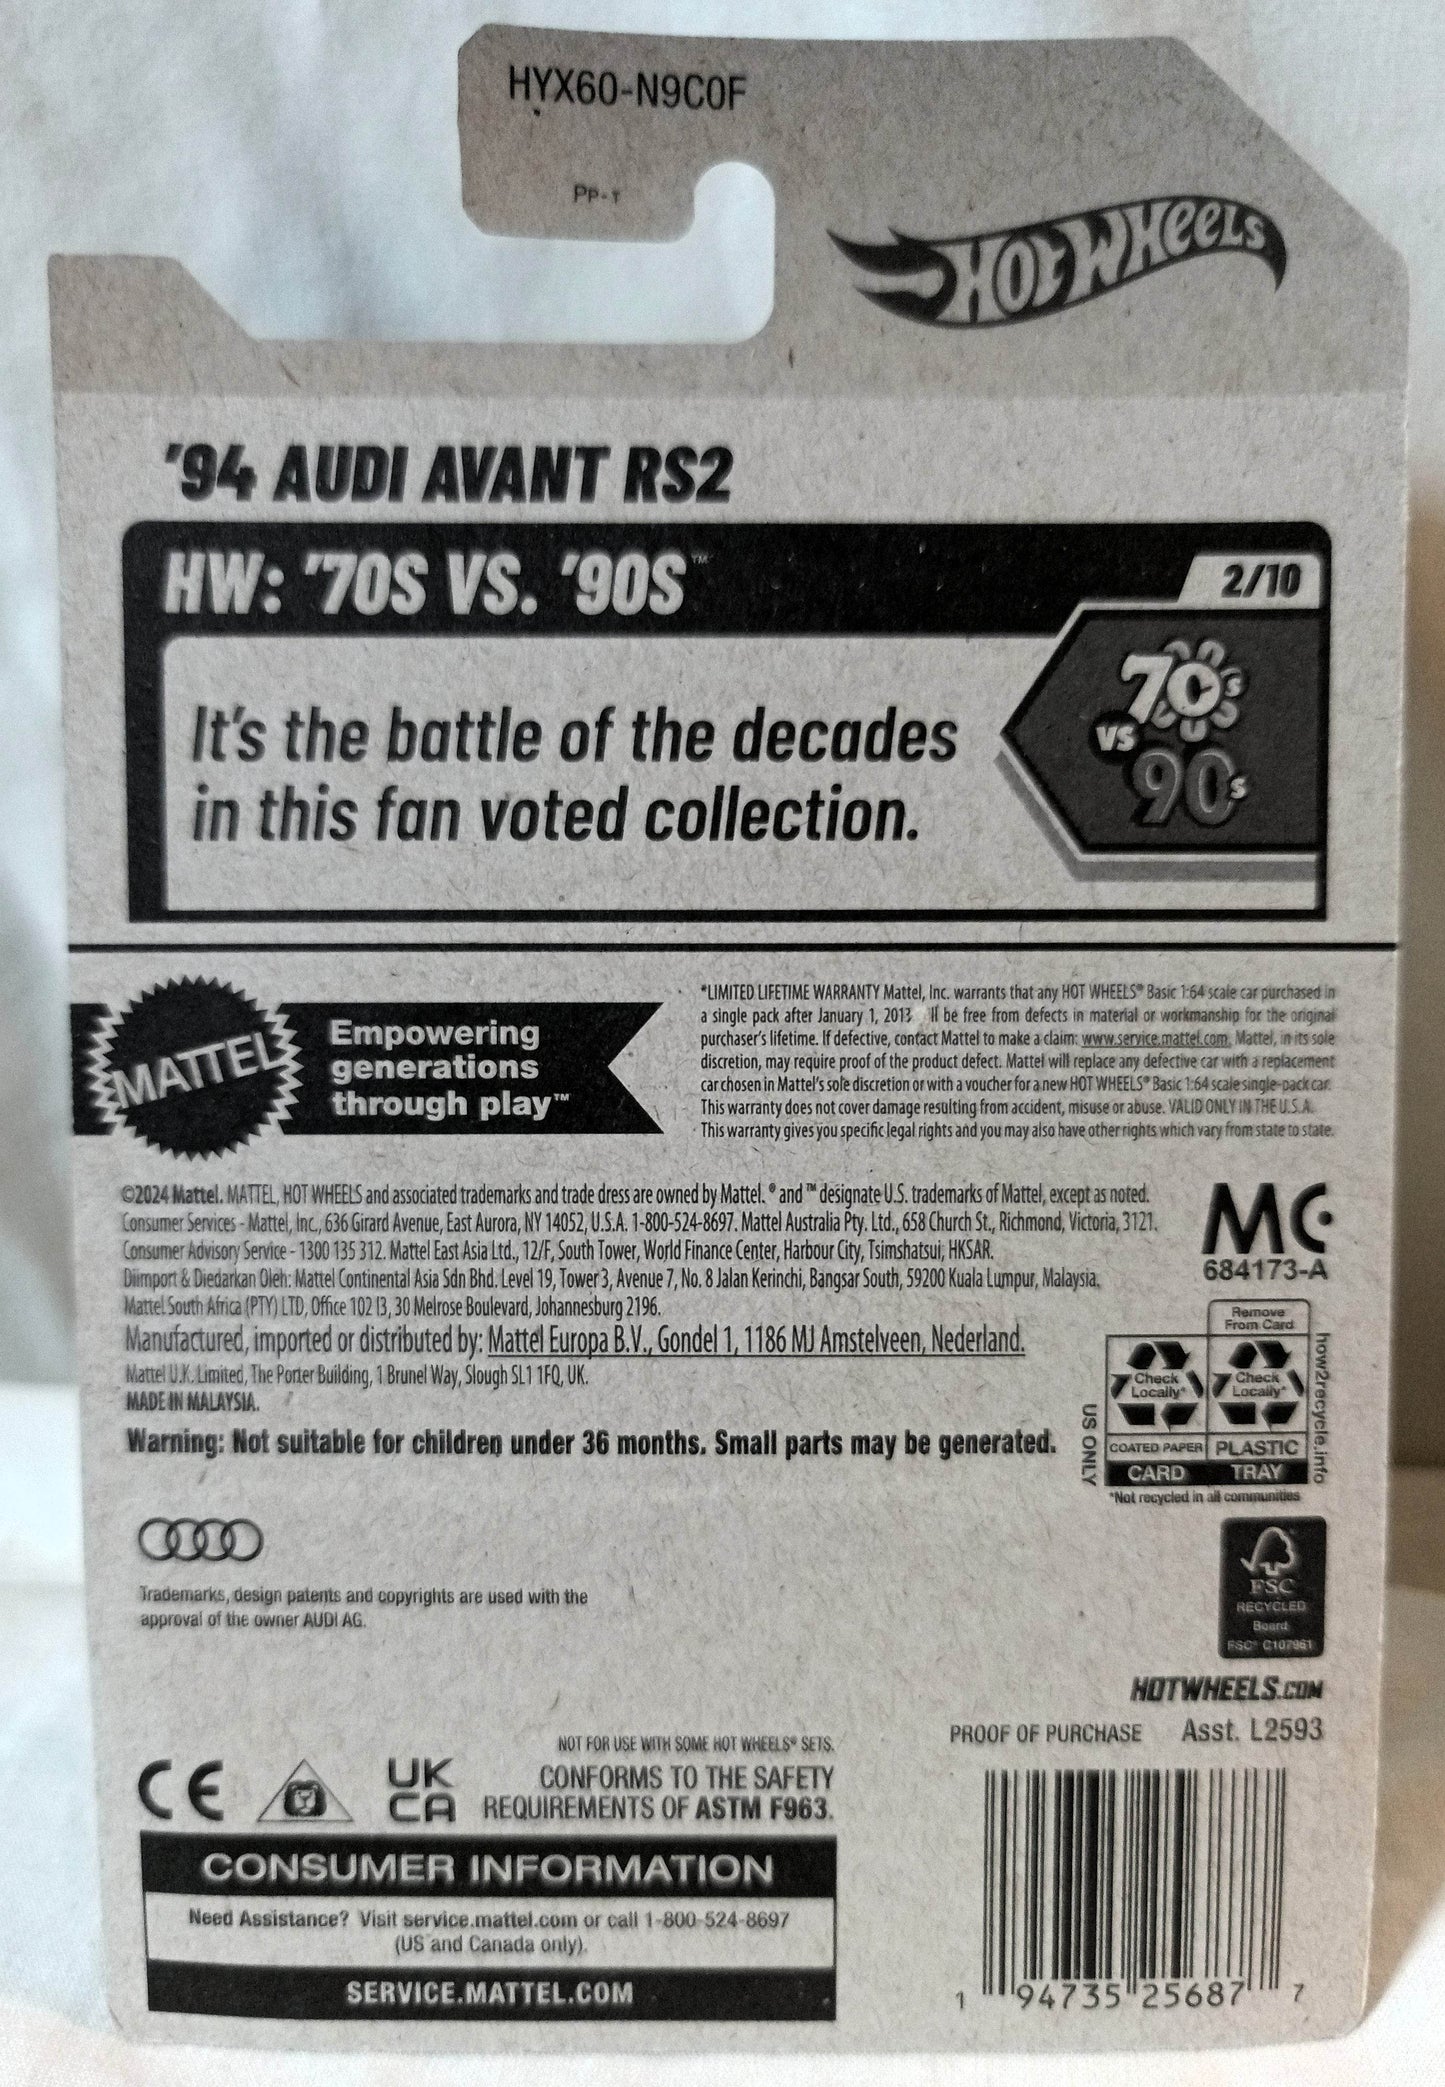 HYX60-N9C0F
PP-T
HOT WHEELS
'94 AUDI AVANT RS2
HW: '70S VS. '90S™
2/10
70s
vs
90s
It's the battle of the decades
in this fan voted collection.
MATTEL
Empowering
generations
through play™
*LIMITED LIFETIME WARRANTY Mattel, Inc. warrants that any HOT WHEELS® Basic 1:64 scale car purchased in
a single pack after January 1, 2013 ll be free from defects in material or workmanship for the original
purchaser's lifetime. If defective, contact Mattel to make a claim: www.service.mattel.com. Mattel, in its sole
discretion, may require proof of the product defect. Mattel will replace any defective car with a replacement
car chosen in Mattel's sole discretion or with a voucher for a new HOT WHEELS® Basic 1:64 scale single-pack car.
This warranty does not cover damage resulting from accident, misuse or abuse. VALID ONLY IN THE U.S.A.
This warranty gives you specific legal rights and you may also have other rights which vary from state to state.
©2024 Mattel. MATTEL, HOT WHEELS and associated trademarks and trade dress are owned by Mattel. ® and ™ designate U.S. trademarks of Mattel, except as noted.
Consumer Services - Mattel, Inc., 636 Girard Avenue, East Aurora, NY 14052, U.S.A. 1-800-524-8697. Mattel Australia Pty. Ltd., 658 Church St., Richmond, Victoria, 3121.
Consumer Advisory Service - 1300 135 312. Mattel East Asia Ltd., 12/F, South Tower, World Finance Center, Harbour City, Tsimshatsui, HKSAR.
Diimport & Diedarkan Oleh: Mattel Continental Asia Sdn Bhd. Level 19, Tower 3, Avenue 7, No. 8 Jalan Kerinchi, Bangsar South, 59200 Kuala Lumpur, Malaysia.
Mattel South Africa (PTY) LTD, Office 102 I3, 30 Melrose Boulevard, Johannesburg 2196.
Manufactured, imported or distributed by: Mattel Europa B.V., Gondel 1, 1186 MJ Amstelveen, Nederland.
Mattel U.K. Limited, The Porter Building, 1 Brunel Way, Slough SL1 1FQ, UK.
MADE IN MALAYSIA.
Warning: Not suitable for children under 36 months. Small parts may be generated.
MC
684173-A
Remove
From Card
Check
Locally*
Check
Locally*
COATED PAPER
PLASTIC
CARD
TRAY
US ONLY
how2recycle.info
*Not recycled in all communities
FSC
RECYCLED
Board
FSC® C107961
Trademarks, design patents and copyrights are used with the
approval of the owner AUDI AG.
HOTWHEELS.COM
PROOF OF PURCHASE Asst. L2593
NOT FOR USE WITH SOME HOT WHEELS® SETS.
CE
UK
CA
CONFORMS TO THE SAFETY
REQUIREMENTS OF ASTM F963.
CONSUMER INFORMATION
Need Assistance? Visit service.mattel.com or call 1-800-524-8697
(US and Canada only).
SERVICE.MATTEL.COM
1 94735 25687 7